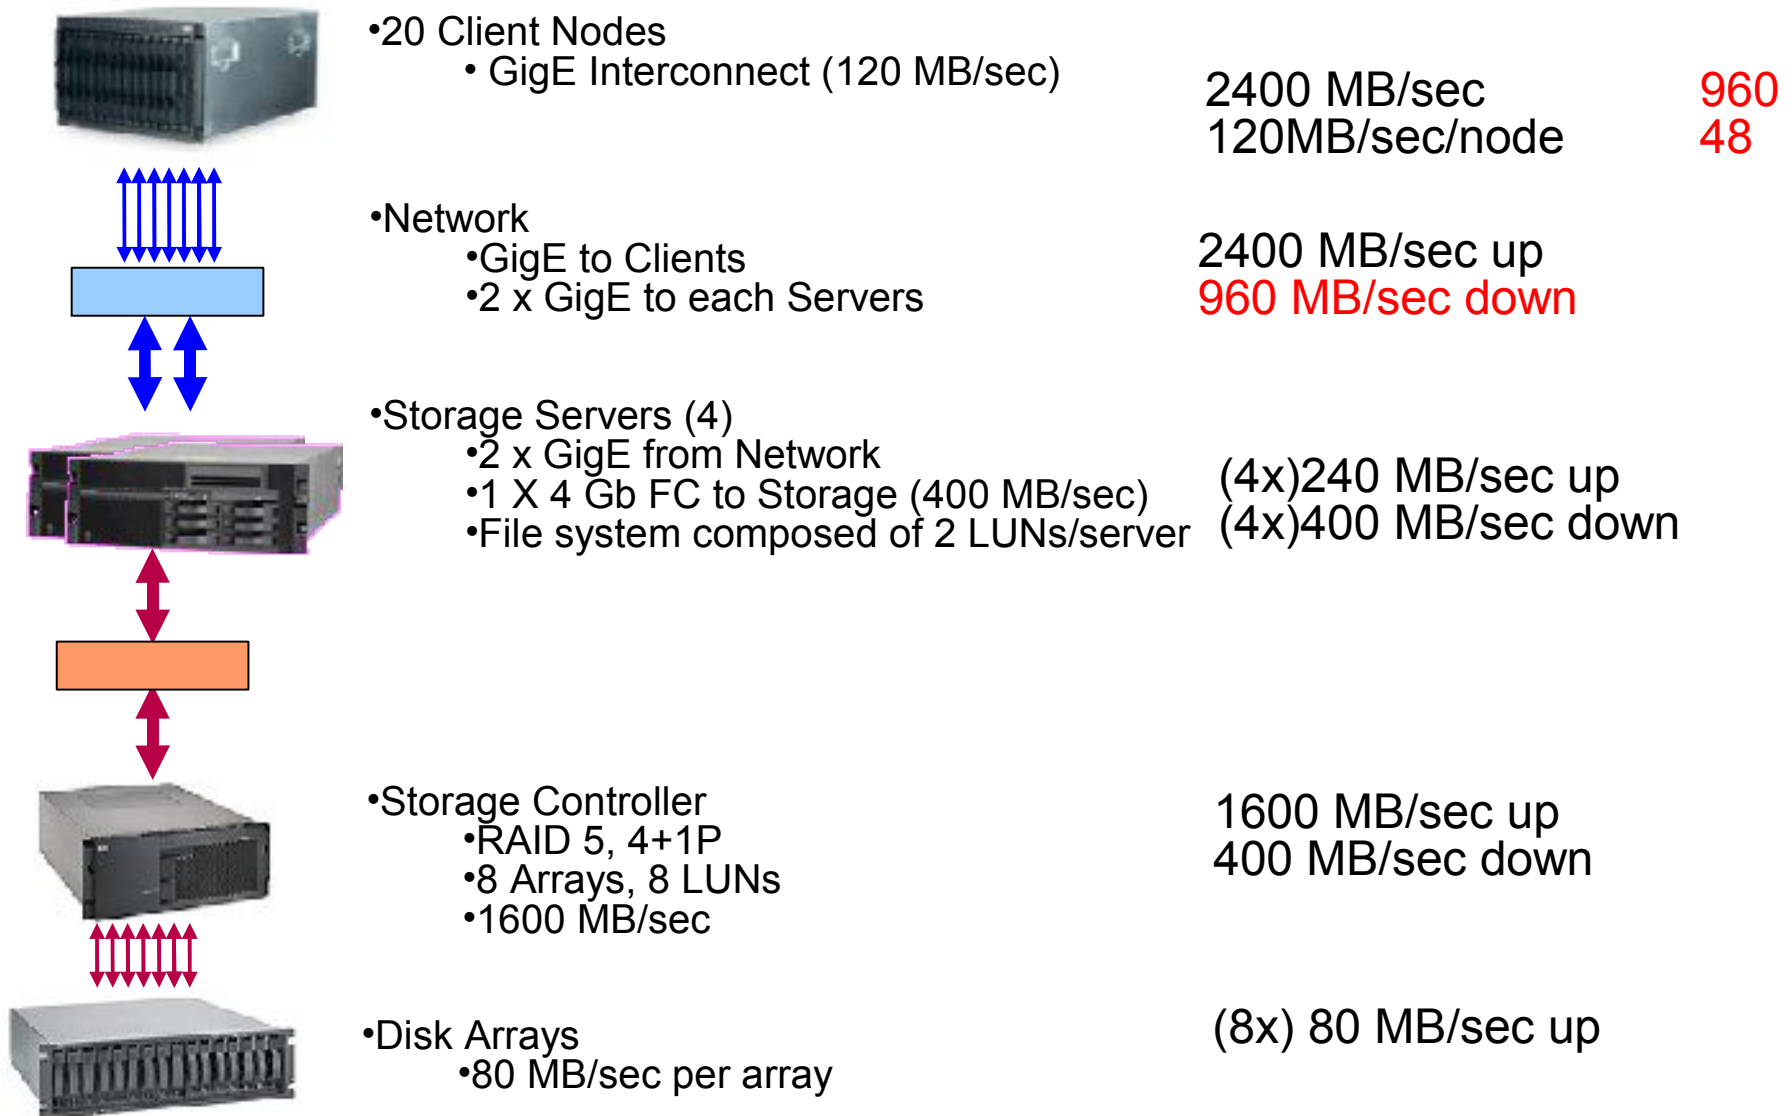 •20 Client Nodes
• GigE Interconnect (120 MB/sec)
2400 MB/sec 960
120MB/sec/node 48
•Network
•GigE to Clients
•2 x GigE to each Servers
2400 MB/sec up
960 MB/sec down
•Storage Servers (4)
•2 x GigE from Network
•1 X 4 Gb FC to Storage (400 MB/sec)
•File system composed of 2 LUNs/server
(4x)240 MB/sec up
(4x)400 MB/sec down
•Storage Controller
•RAID 5, 4+1P
•8 Arrays, 8 LUNs
•1600 MB/sec
1600 MB/sec up
400 MB/sec down
•Disk Arrays
•80 MB/sec per array
(8x) 80 MB/sec up